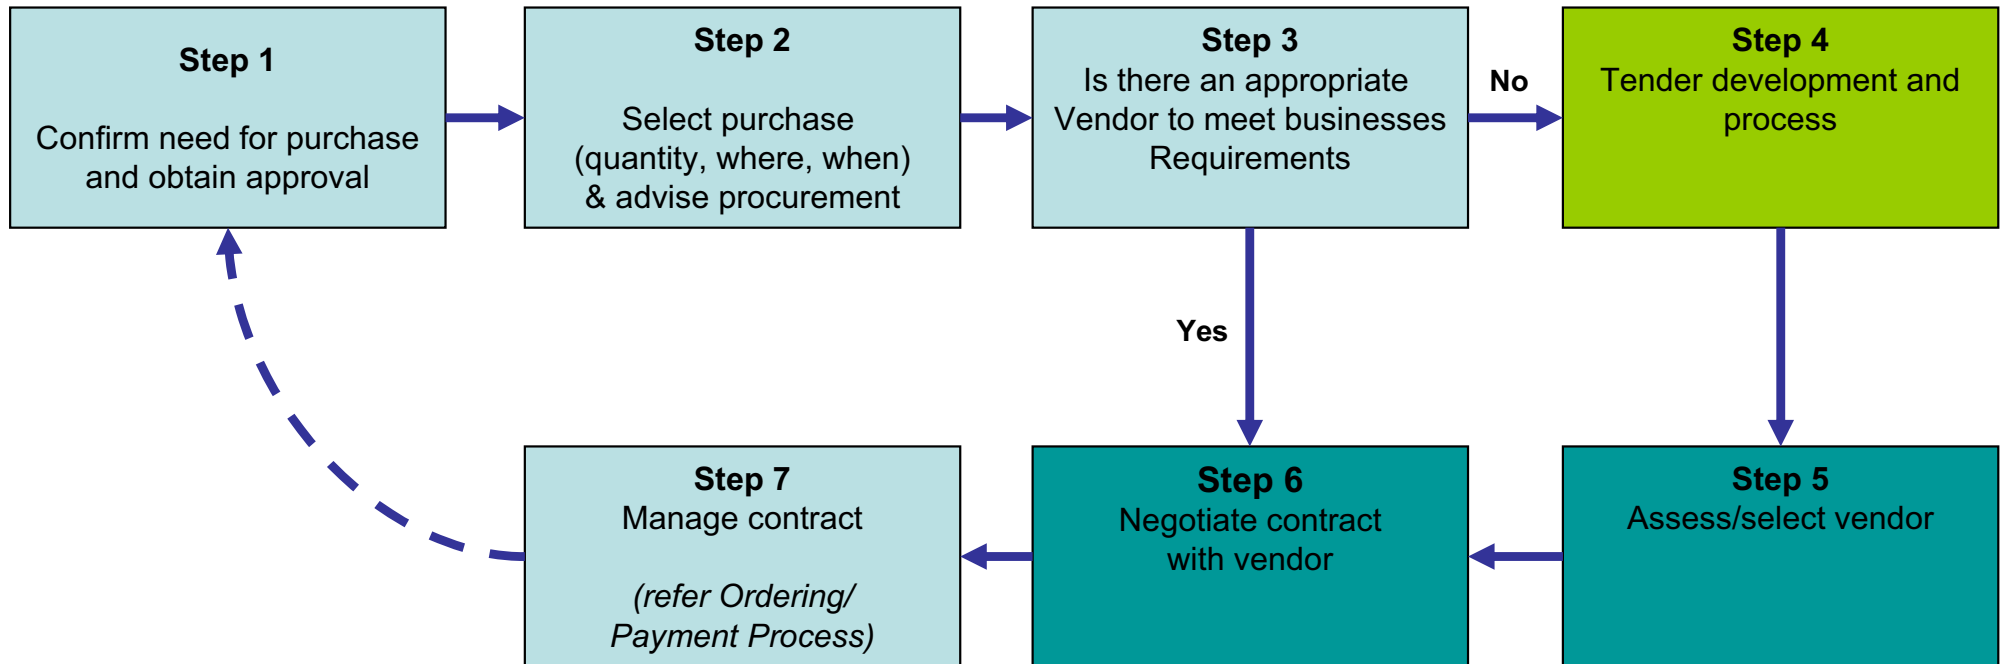 Step 1
Confirm need for purchase
and obtain approval
Step 2
Select purchase
(quantity, where, when)
& advise procurement
Step 3
Is there an appropriate
Vendor to meet businesses
Requirements
No
Step 4
Tender development and
process
Yes
Step 7
Manage contract
(refer Ordering/
Payment Process)
Step 6
Negotiate contract
with vendor
Step 5
Assess/select vendor